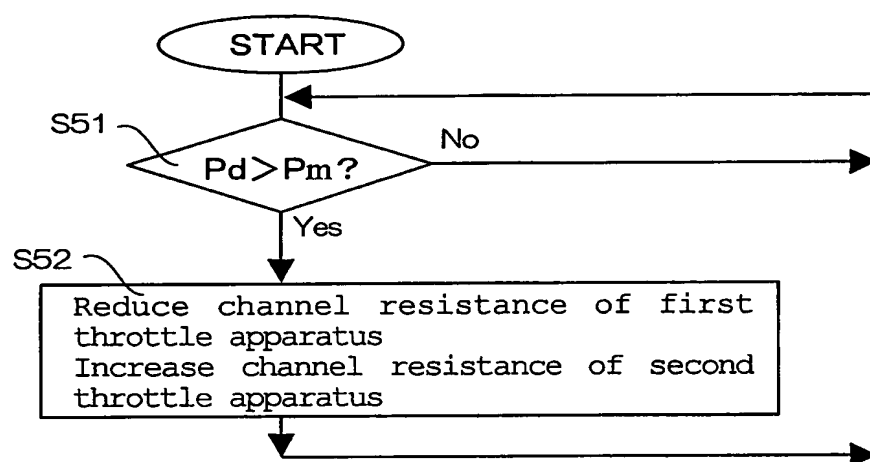 START
S51
Pd>Pm?
No
Yes
S52
Reduce channel resistance of first
throttle apparatus
Increase channel resistance of second
throttle apparatus